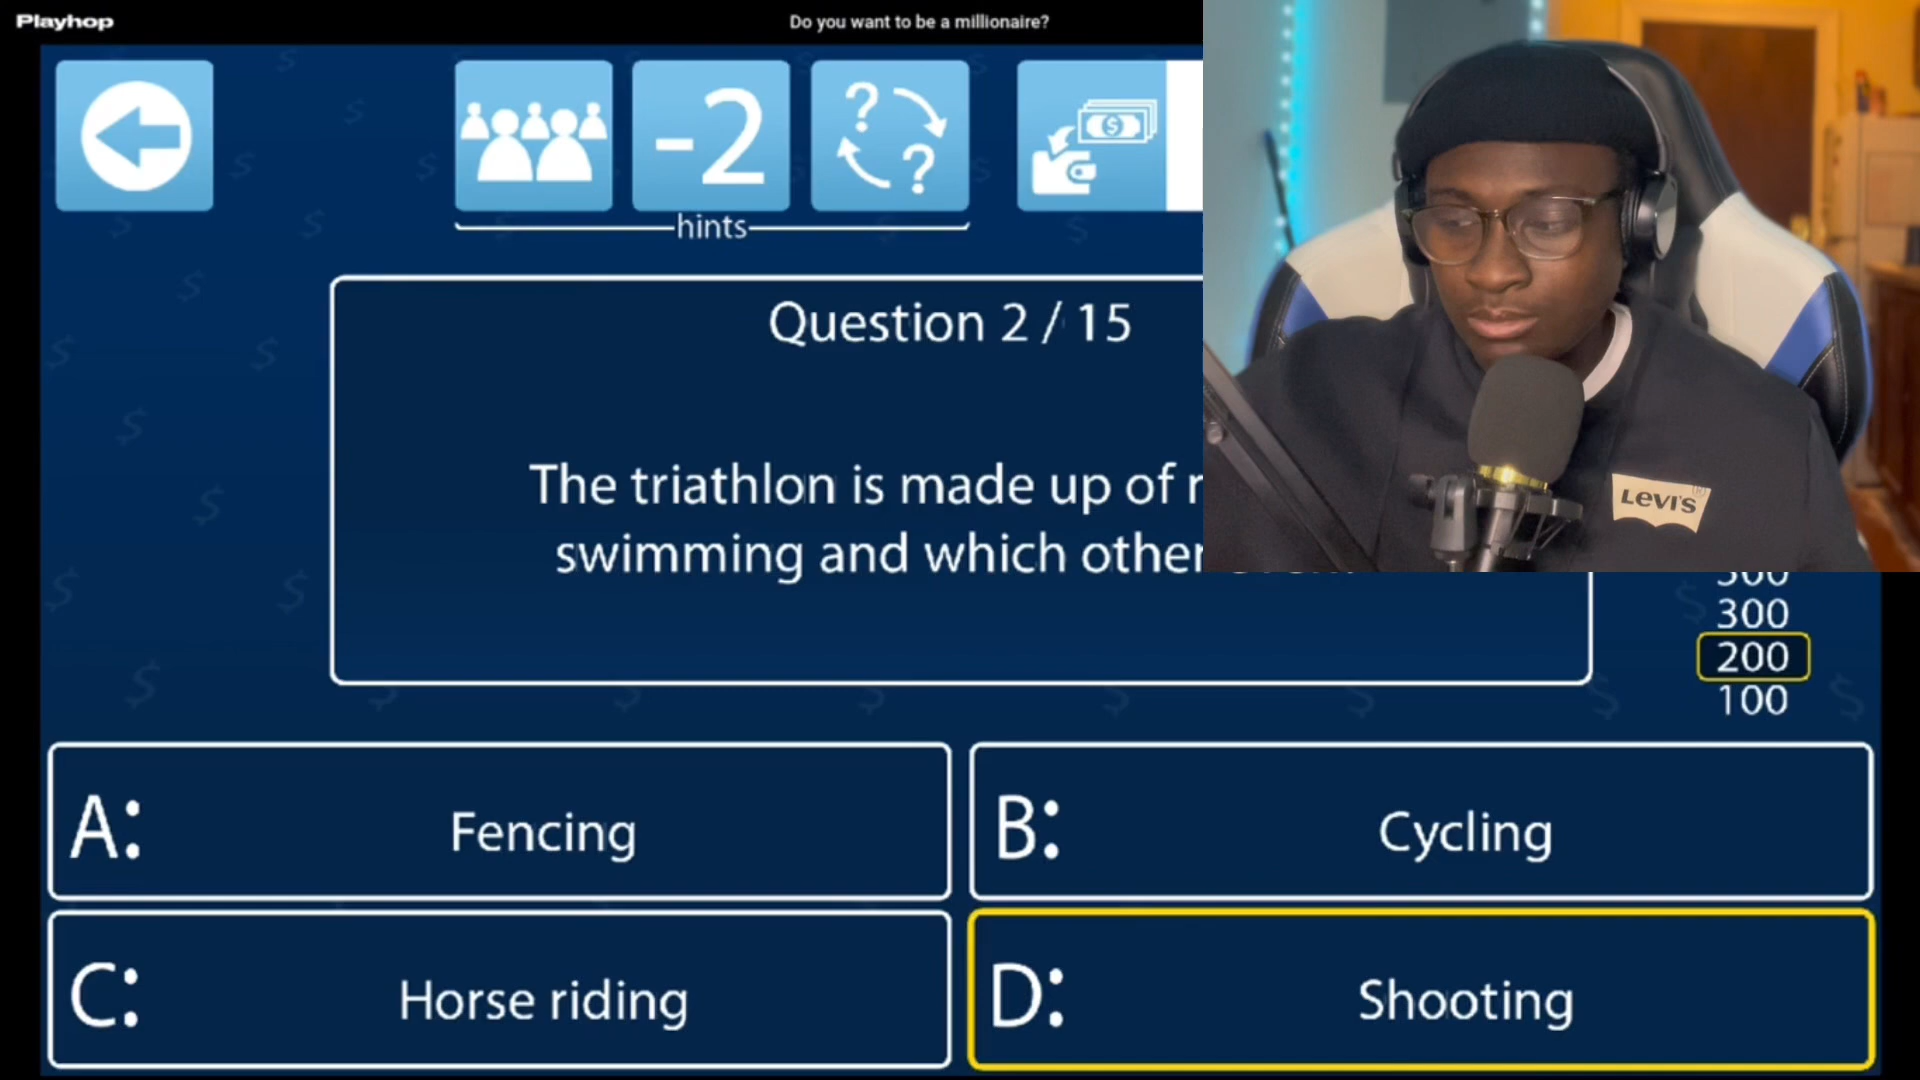 Playhop
Do you want to be a millionaire?
-2
? ?
$
hints
Question 2 / 15
The triathlon is made up of
swimming and which other
LEVI'S
300
200
100
A: Fencing
B: Cycling
C: Horse riding
D: Shooting